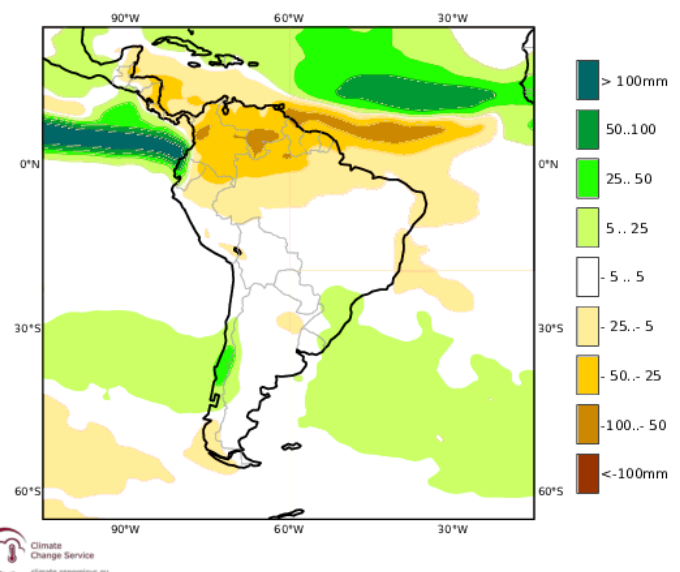 90°W 60°W 30°W
0°N 0°N
30°S 30°S
60°S 60°S
90°W 60°W 30°W
> 100mm
50..100
25.. 50
5 .. 25
- 5 .. 5
- 25..- 5
- 50..- 25
-100..- 50
<-100mm
Climate
Change Service